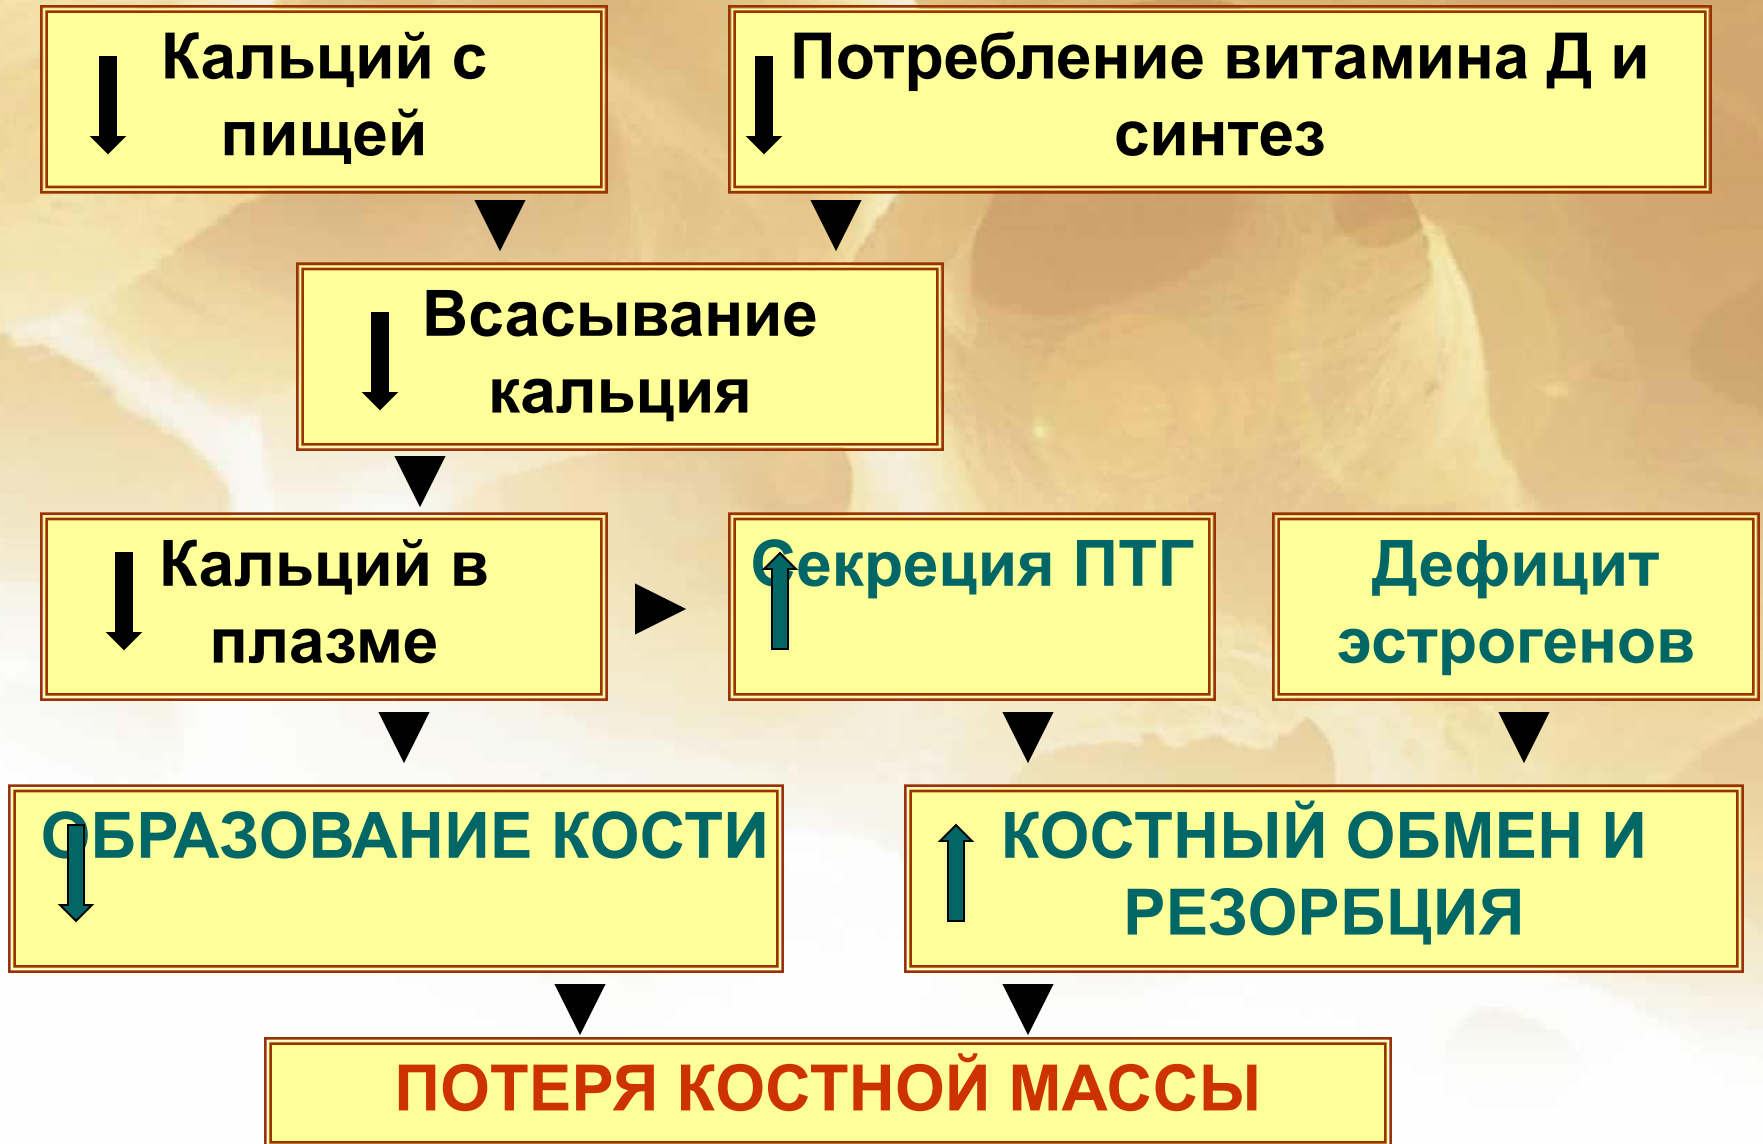 Кальций с
пищей
Потребление витамина Д и
синтез
Всасывание
кальция
Кальций в
плазме
Секреция ПТГ
Дефицит
эстрогенов
ОБРАЗОВАНИЕ КОСТИ
КОСТНЫЙ ОБМЕН И
РЕЗОРБЦИЯ
ПОТЕРЯ КОСТНОЙ МАССЫ